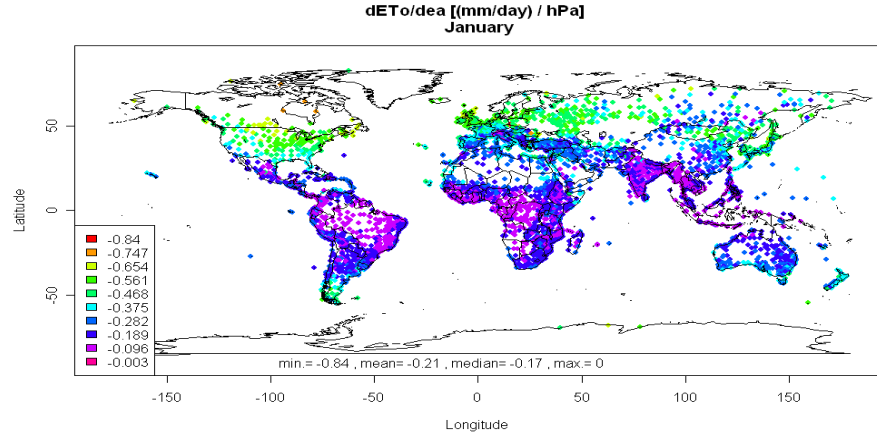 dETo/dea [(mm/day) / hPa]
January
50
0
-50
Latitude
-0.84
-0.747
-0.654
-0.561
-0.468
-0.375
-0.282
-0.189
-0.096
-0.003
min.= -0.84 , mean= -0.21 , median= -0.17 , max.= 0
-150 -100 -50 0 50 100 150
Longitude